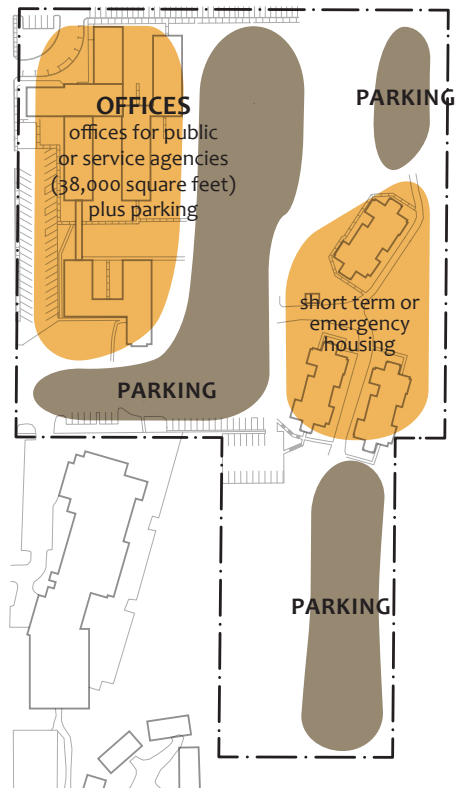 OFFICES
offices for public
or service agencies
(38,000 square feet)
plus parking
PARKING
short term or
emergency
housing
PARKING
PARKING